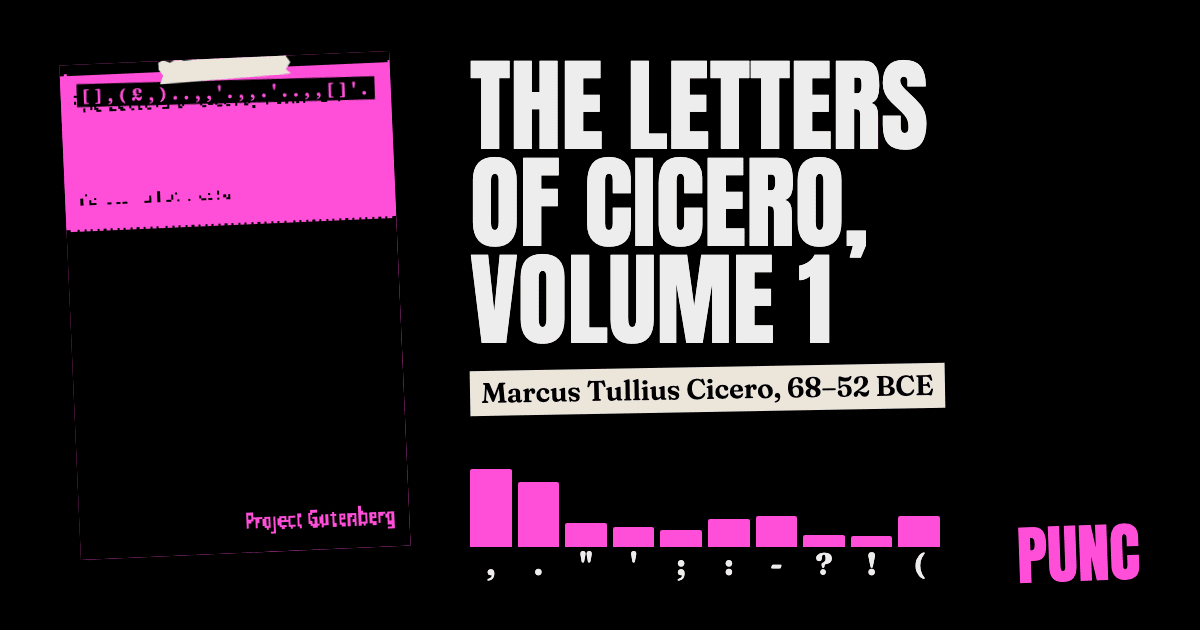 [],(£,)..,,'.,,.'..,,[]'.
Project Gutenberg
THE LETTERS
OF CICERO,
VOLUME 1
Marcus Tullius Cicero, 68–52 BCE
, . " ' ; : - ? ! (
PUNC